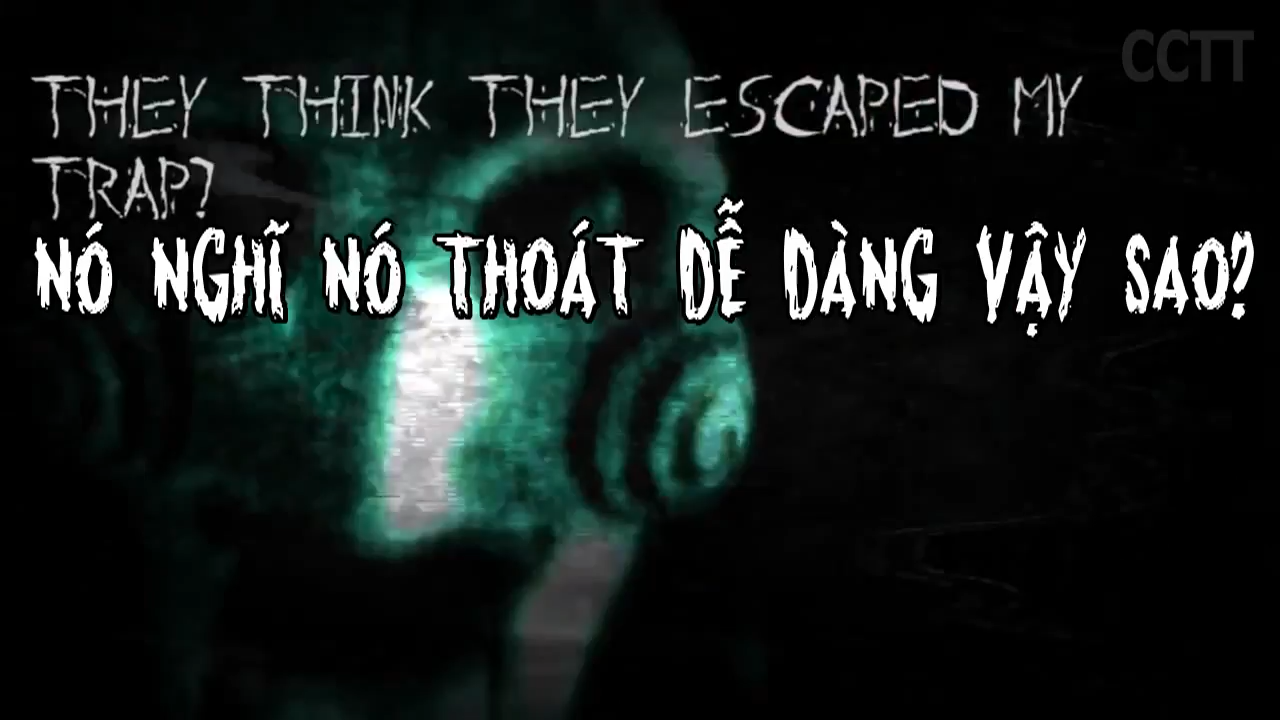 CCTT
THEY THINK THEY ESCAPED MY
TRAP?
NÓ NGHĨ NÓ THOÁT DỄ DÀNG VẬY SAO?